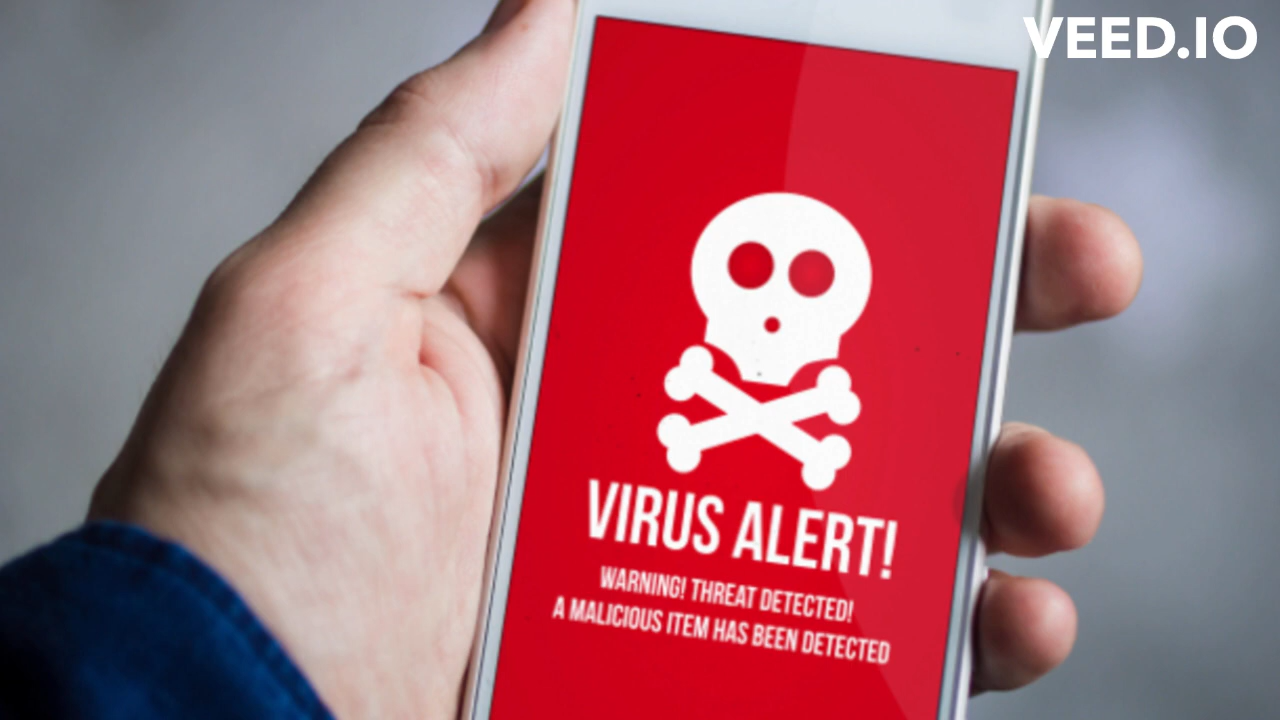 VEED.IO
VIRUS ALERT!
WARNING! THREAT DETECTED!
A MALICIOUS ITEM HAS BEEN DETECTED